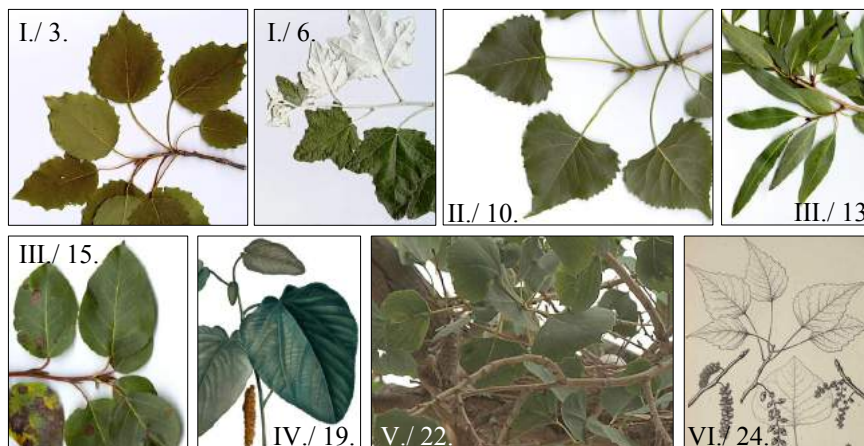 I./ 3.
I./ 6.
II./ 10.
III./ 13
III./ 15.
IV./ 19.
V./ 22.
VI./ 24.